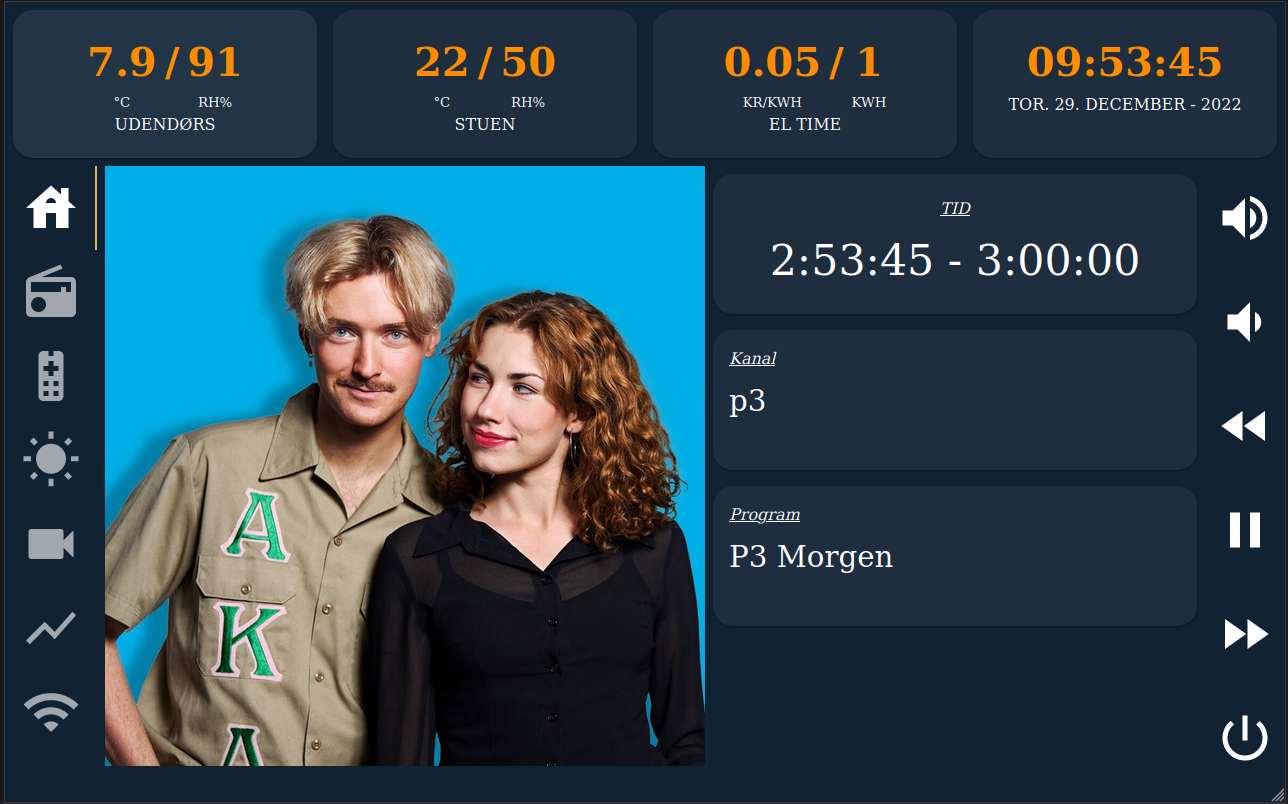 7.9 / 91
°C RH%
UDENDØRS
22 / 50
°C RH%
STUEN
0.05 / 1
KR/KWH KWH
EL TIME
09:53:45
TOR. 29. DECEMBER - 2022
A
K
A
TID
2:53:45 - 3:00:00
Kanal
p3
Program
P3 Morgen